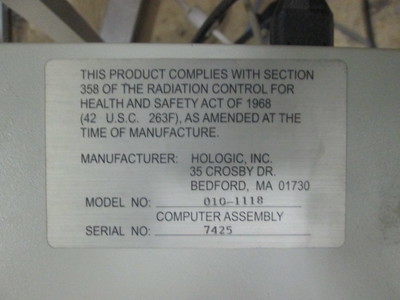 THIS PRODUCT COMPLIES WITH SECTION
358 OF THE RADIATION CONTROL FOR
HEALTH AND SAFETY ACT OF 1968
(42 U.S.C. 263F), AS AMENDED AT THE
TIME OF MANUFACTURE.
MANUFACTURER: HOLOGIC, INC.
35 CROSBY DR.
BEDFORD, MA 01730
MODEL NO: 010-1118
COMPUTER ASSEMBLY
SERIAL NO: 7425